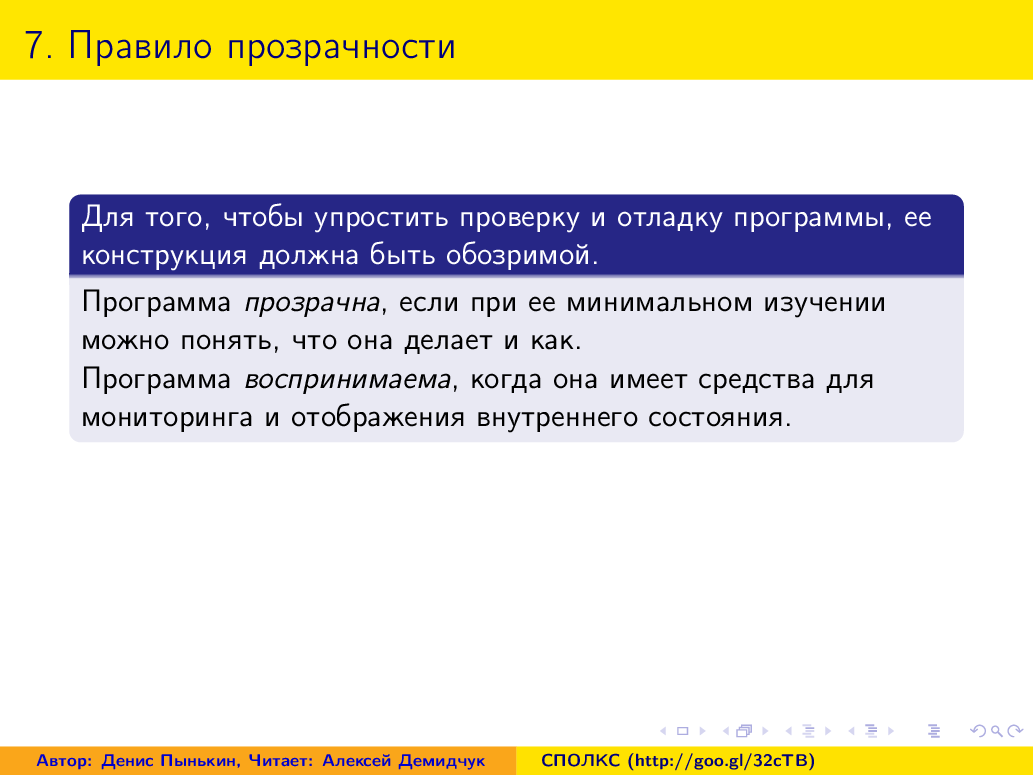 7. Правило прозрачности
Для того, чтобы упростить проверку и отладку программы, ее
конструкция должна быть обозримой.
Программа прозрачна, если при ее минимальном изучении
можно понять, что она делает и как.
Программа воспринимаема, когда она имеет средства для
мониторинга и отображения внутреннего состояния.
Автор: Денис Пынькин, Читает: Алексей Демидчук
СПОЛКС (http://goo.gl/32cTB)